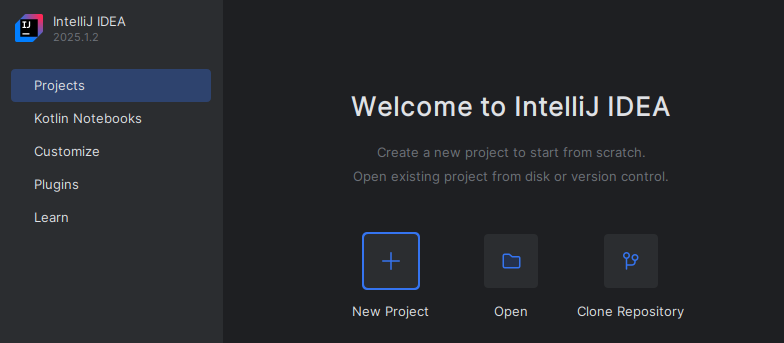 IJ
IntelliJ IDEA
2025.1.2
Projects
Kotlin Notebooks
Customize
Plugins
Learn
Welcome to IntelliJ IDEA
Create a new project to start from scratch.
Open existing project from disk or version control.
New Project
Open
Clone Repository